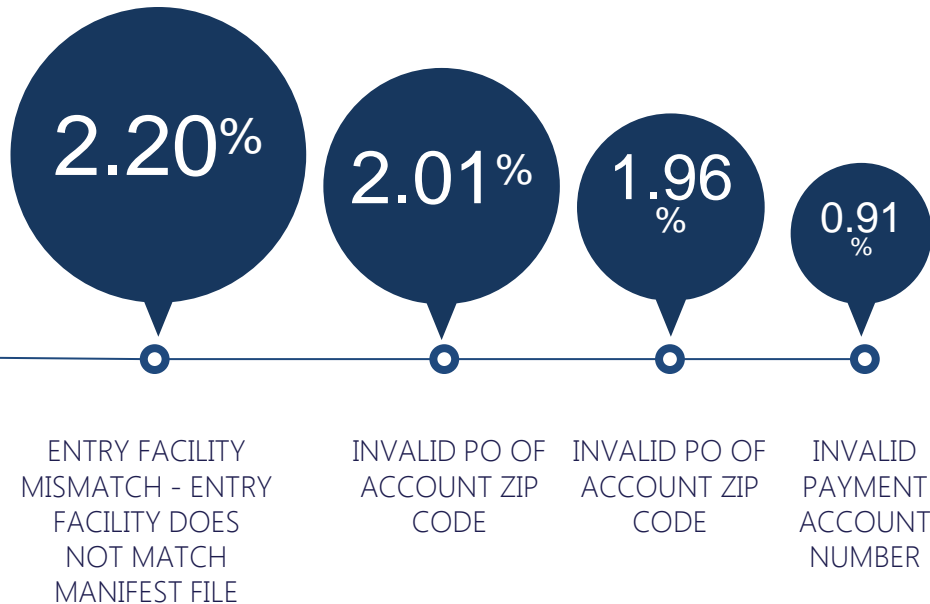 2.20%
2.01%
1.96
%
0.91
%
ENTRY FACILITY
MISMATCH - ENTRY
FACILITY DOES
NOT MATCH
MANIFEST FILE
INVALID PO OF
ACCOUNT ZIP
CODE
INVALID PO OF
ACCOUNT ZIP
CODE
INVALID
PAYMENT
ACCOUNT
NUMBER